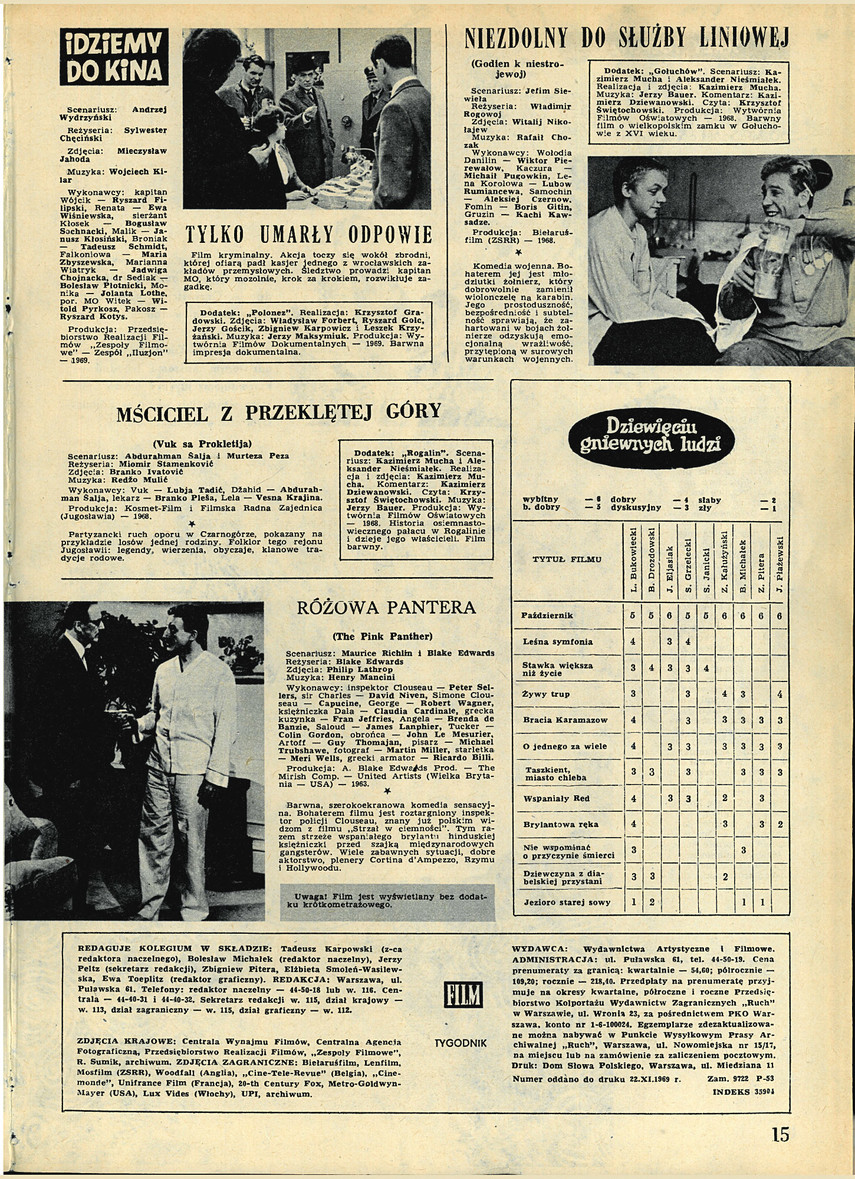 iDZiEMY
DO KiNA
Scenariusz: Andrzej
Wydrzyński
Reżyseria: Sylwester
Chęciński
Zdjęcia: Mieczysław
Jahoda
Muzyka: Wojciech Ki-
lar
Wykonawcy: kapitan
Wójcik — Ryszard Fi-
lipski, Renata — Ewa
Wiśniewska, sierżant
Kłosek — Bogusław
Sochnacki, Malik — Ja-
nusz Kłosiński, Broniak
— Tadeusz Schmidt,
Falkoniowa — Maria
Zbyszewska, Marianna
Wiatryk — Jadwiga
Chojnacka, dr Sediak —
Bolesław Płotnicki, Mo-
nika — Jolanta Lothe,
por. MO Witek — Wi-
told Pyrkosz, Pakosz —
Ryszard Kotys.
Produkcja: Przedsię-
biorstwo Realizacji Fil-
mów „Zespoły Filmo-
we” — Zespół „Iluzjon”
— 1969.
TYLKO UMARŁY ODPOWIE
Film kryminalny. Akcja toczy się wokół zbrodni,
której ofiarą padł kasjer jednego z wrocławskich za-
kładów przemysłowych. Śledztwo prowadzi kapitan
MO, który mozolnie, krok za krokiem, rozwikłuje za-
gadkę.
Dodatek: „Polonez”. Realizacja: Krzysztof Gra-
dowski. Zdjęcia: Władysław Forbert, Ryszard Golc,
Jerzy Gościk, Zbigniew Karpowicz i Leszek Krzy-
żański. Muzyka: Jerzy Maksymiuk. Produkcja: Wy-
twórnia Filmów Dokumentalnych — 1969. Barwna
impresja dokumentalna.
NIEZDOLNY DO SŁUŻBY LINIOWEJ
(Godien k niestro-
jewoj)
Scenariusz: Jefim Sie-
wieła
Reżyseria: Władimir
Rogowoj
Zdjęcia: Witalij Niko-
łajew
Muzyka: Rafaił Cho-
zak
Wykonawcy: Wołodia
Danilin — Wiktor Pie-
rewałow, Kaczura —
Michaił Pugowkin, Le-
na Korolowa — Lubow
Rumiancewa, Samochin
— Aleksiej Czernow,
Fomin — Boris Gitin,
Gruzin — Kachi Kaw-
sadze.
Produkcja: Biełaruś-
film (ZSRR) — 1968.
★
Komedia wojenna. Bo-
haterem jej jest mło-
dziutki żołnierz, który
dobrowolnie zamienił
wiolonczelę na karabin.
Jego prostoduszność,
bezpośredniość i subtel-
ność sprawiają, że za-
hartowani w bojach żoł-
nierze odzyskują emo-
cjonalną wrażliwość,
przytępioną w surowych
warunkach wojennych.
Dodatek: „Gołuchów”. Scenariusz: Ka-
zimierz Mucha i Aleksander Nieśmiałek.
Realizacja i zdjęcia: Kazimierz Mucha.
Muzyka: Jerzy Bauer. Komentarz: Kazi-
mierz Dziewanowski. Czyta: Krzysztof
Świętochowski. Produkcja: Wytwórnia
Filmów Oświatowych — 1968. Barwny
film o wielkopolskim zamku w Gołucho-
wie z XVI wieku.
MŚCICIEL Z PRZEKLĘTEJ GÓRY
(Vuk sa Prokletija)
Scenariusz: Abdurahman Šalja i Murteza Peza
Reżyseria: Miomir Stamenković
Zdjęcia: Branko Ivatović
Muzyka: Redžo Mulić
Wykonawcy: Vuk — Lubja Tadić, Džahid — Abdurah-
man Šalja, lekarz — Branko Pleša, Lela — Vesna Krajina.
Produkcja: Kosmet-Film i Filmska Radna Zajednica
(Jugosławia) — 1968.
★
Partyzancki ruch oporu w Czarnogórze, pokazany na
przykładzie losów jednej rodziny. Folklor tego rejonu
Jugosławii: legendy, wierzenia, obyczaje, klanowe tra-
dycje rodowe.
Dodatek: „Rogalin”. Scena-
riusz: Kazimierz Mucha i Ale-
ksander Nieśmiałek. Realiza-
cja i zdjęcia: Kazimierz Mu-
cha. Komentarz: Kazimierz
Dziewanowski. Czyta: Krzy-
sztof Świętochowski. Muzyka:
Jerzy Bauer. Produkcja: Wy-
twórnia Filmów Oświatowych
— 1968. Historia osiemnasto-
wiecznego pałacu w Rogalinie
i dzieje jego właścicieli. Film
barwny.
RÓŻOWA PANTERA
(The Pink Panther)
Scenariusz: Maurice Richlin i Blake Edwards
Reżyseria: Blake Edwards
Zdjęcia: Philip Lathrop
Muzyka: Henry Mancini
Wykonawcy: inspektor Clouseau — Peter Sel-
lers, sir Charles — David Niven, Simone Clou-
seau — Capucine, George — Robert Wagner,
księżniczka Dala — Claudia Cardinale, grecka
kuzynka — Fran Jeffries, Angela — Brenda de
Banzie, Saloud — James Lanphier, Tucker —
Colin Gordon, obrońca — John Le Mesurier,
Artoff — Guy Thomajan, pisarz — Michael
Trubshawe, fotograf — Martin Miller, starletka
— Meri Wells, grecki armator — Ricardo Billi.
Produkcja: A. Blake Edwards Prod. — The
Mirish Comp. — United Artists (Wielka Bryta-
nia — USA) — 1963.
★
Barwna, szerokoekranowa komedia sensacyj-
na. Bohaterem filmu jest roztargniony inspek-
tor policji Clouseau, znany już polskim wi-
dzom z filmu „Strzał w ciemności”. Tym ra-
zem strzeże wspaniałego brylantu hinduskiej
księżniczki przed szajką międzynarodowych
gangsterów. Wiele zabawnych sytuacji, dobre
aktorstwo, plenery Cortina d'Ampezzo, Rzymu
i Hollywoodu.
Uwaga! Film jest wyświetlany bez dodat-
ku krótkometrażowego.
Dziewięciu
gniewnych ludzi
wybitny — 6 dobry — 4 słaby — 2
b. dobry — 5 dyskusyjny — 3 zły — 1
TYTUŁ FILMU L. Bukowiecki B. Drozdowski J. Eljasiak S. Grzelecki S. Janicki Z. Kałużyński B. Michałek Z. Pitera J. Płażewski
Październik 5 5 6 5 5 6 6 6 6
Leśna symfonia 4 3 4
Stawka większa
niż życie 3 4 3 3 4
Żywy trup 3 3 4 3 4
Bracia Karamazow 4 3 3 3 3 3
O jednego za wiele 4 3 3 3 3 3 3
Taszkient,
miasto chleba 3 3 3 3 3 3
Wspaniały Red 4 3 3 2 3
Brylantowa ręka 4 3 3 2
Nie wspominać
o przyczynie śmierci 3 3
Dziewczyna z dia-
belskiej przystani 3 3 2
Jezioro starej sowy 1 2 1 1
REDAGUJE KOLEGIUM W SKŁADZIE: Tadeusz Karpowski (z-ca
redaktora naczelnego), Bolesław Michałek (redaktor naczelny), Jerzy
Peltz (sekretarz redakcji), Zbigniew Pitera, Elżbieta Smoleń-Wasilew-
ska, Ewa Toeplitz (redaktor graficzny). REDAKCJA: Warszawa, ul.
Puławska 61. Telefony: redaktor naczelny — 44-50-18 lub w. 116. Cen-
trala — 44-40-31 i 44-40-32. Sekretarz redakcji w. 115, dział krajowy —
w. 113, dział zagraniczny — w. 115, dział graficzny — w. 112.
ZDJĘCIA KRAJOWE: Centrala Wynajmu Filmów, Centralna Agencja
Fotograficzna, Przedsiębiorstwo Realizacji Filmów, „Zespoły Filmowe”,
R. Sumik, archiwum. ZDJĘCIA ZAGRANICZNE: Biełarusfilm, Lenfilm,
Mosfilm (ZSRR), Woodfall (Anglia), „Cine-Tele-Revue” (Belgia), „Cine-
monde”, Unifrance Film (Francja), 20-th Century Fox, Metro-Goldwyn-
Mayer (USA), Lux Vides (Włochy), UPI, archiwum.
FILM
TYGODNIK
WYDAWCA: Wydawnictwa Artystyczne i Filmowe.
ADMINISTRACJA: ul. Puławska 61, tel. 44-50-19. Cena
prenumeraty za granicą: kwartalnie — 54,60; półrocznie —
109,20; rocznie — 218,40. Przedpłaty na prenumeratę przyj-
muje na okresy kwartalne, półroczne i roczne Przedsię-
biorstwo Kolportażu Wydawnictw Zagranicznych „Ruch”
w Warszawie, ul. Wronia 23, za pośrednictwem PKO War-
szawa, konto nr 1-6-100024. Egzemplarze zdezaktualizowa-
ne można nabywać w Punkcie Wysyłkowym Prasy Ar-
chiwalnej „Ruch”, Warszawa, ul. Nowomiejska nr 15/17,
na miejscu lub na zamówienie za zaliczeniem pocztowym.
Druk: Dom Słowa Polskiego, Warszawa, ul. Miedziana 11
Numer oddano do druku 22.XI.1969 r. Zam. 9722 P-53
INDEKS 35904
15